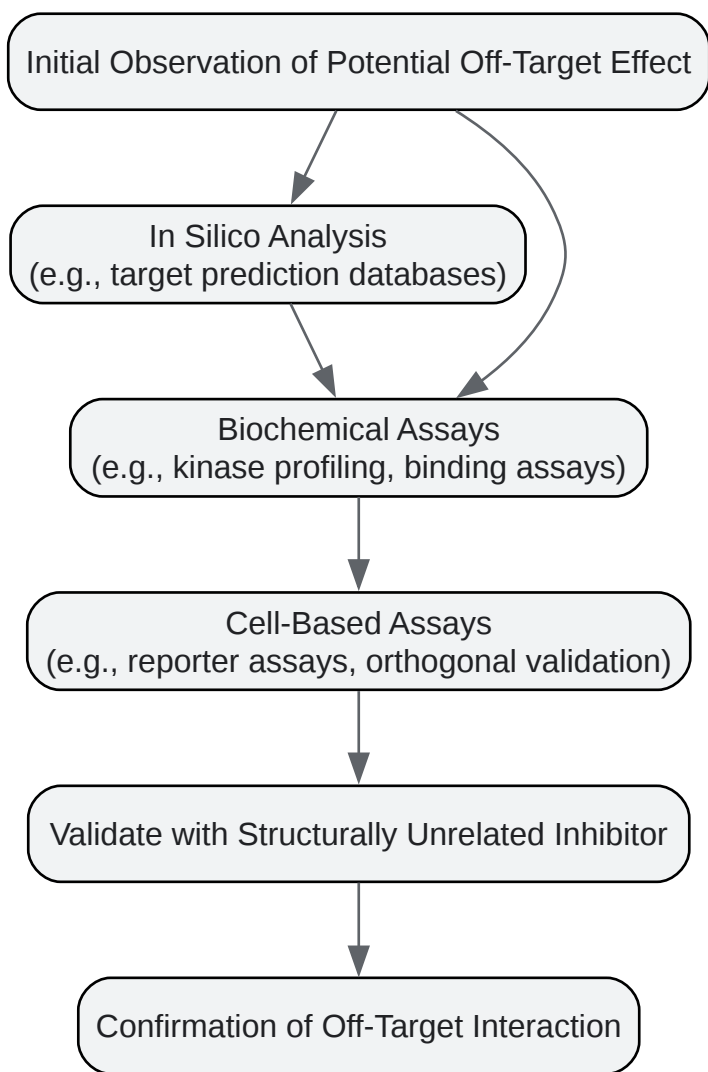 Initial Observation of Potential Off-Target Effect
In Silico Analysis
(e.g., target prediction databases)
Biochemical Assays
(e.g., kinase profiling, binding assays)
Cell-Based Assays
(e.g., reporter assays, orthogonal validation)
Validate with Structurally Unrelated Inhibitor
Confirmation of Off-Target Interaction